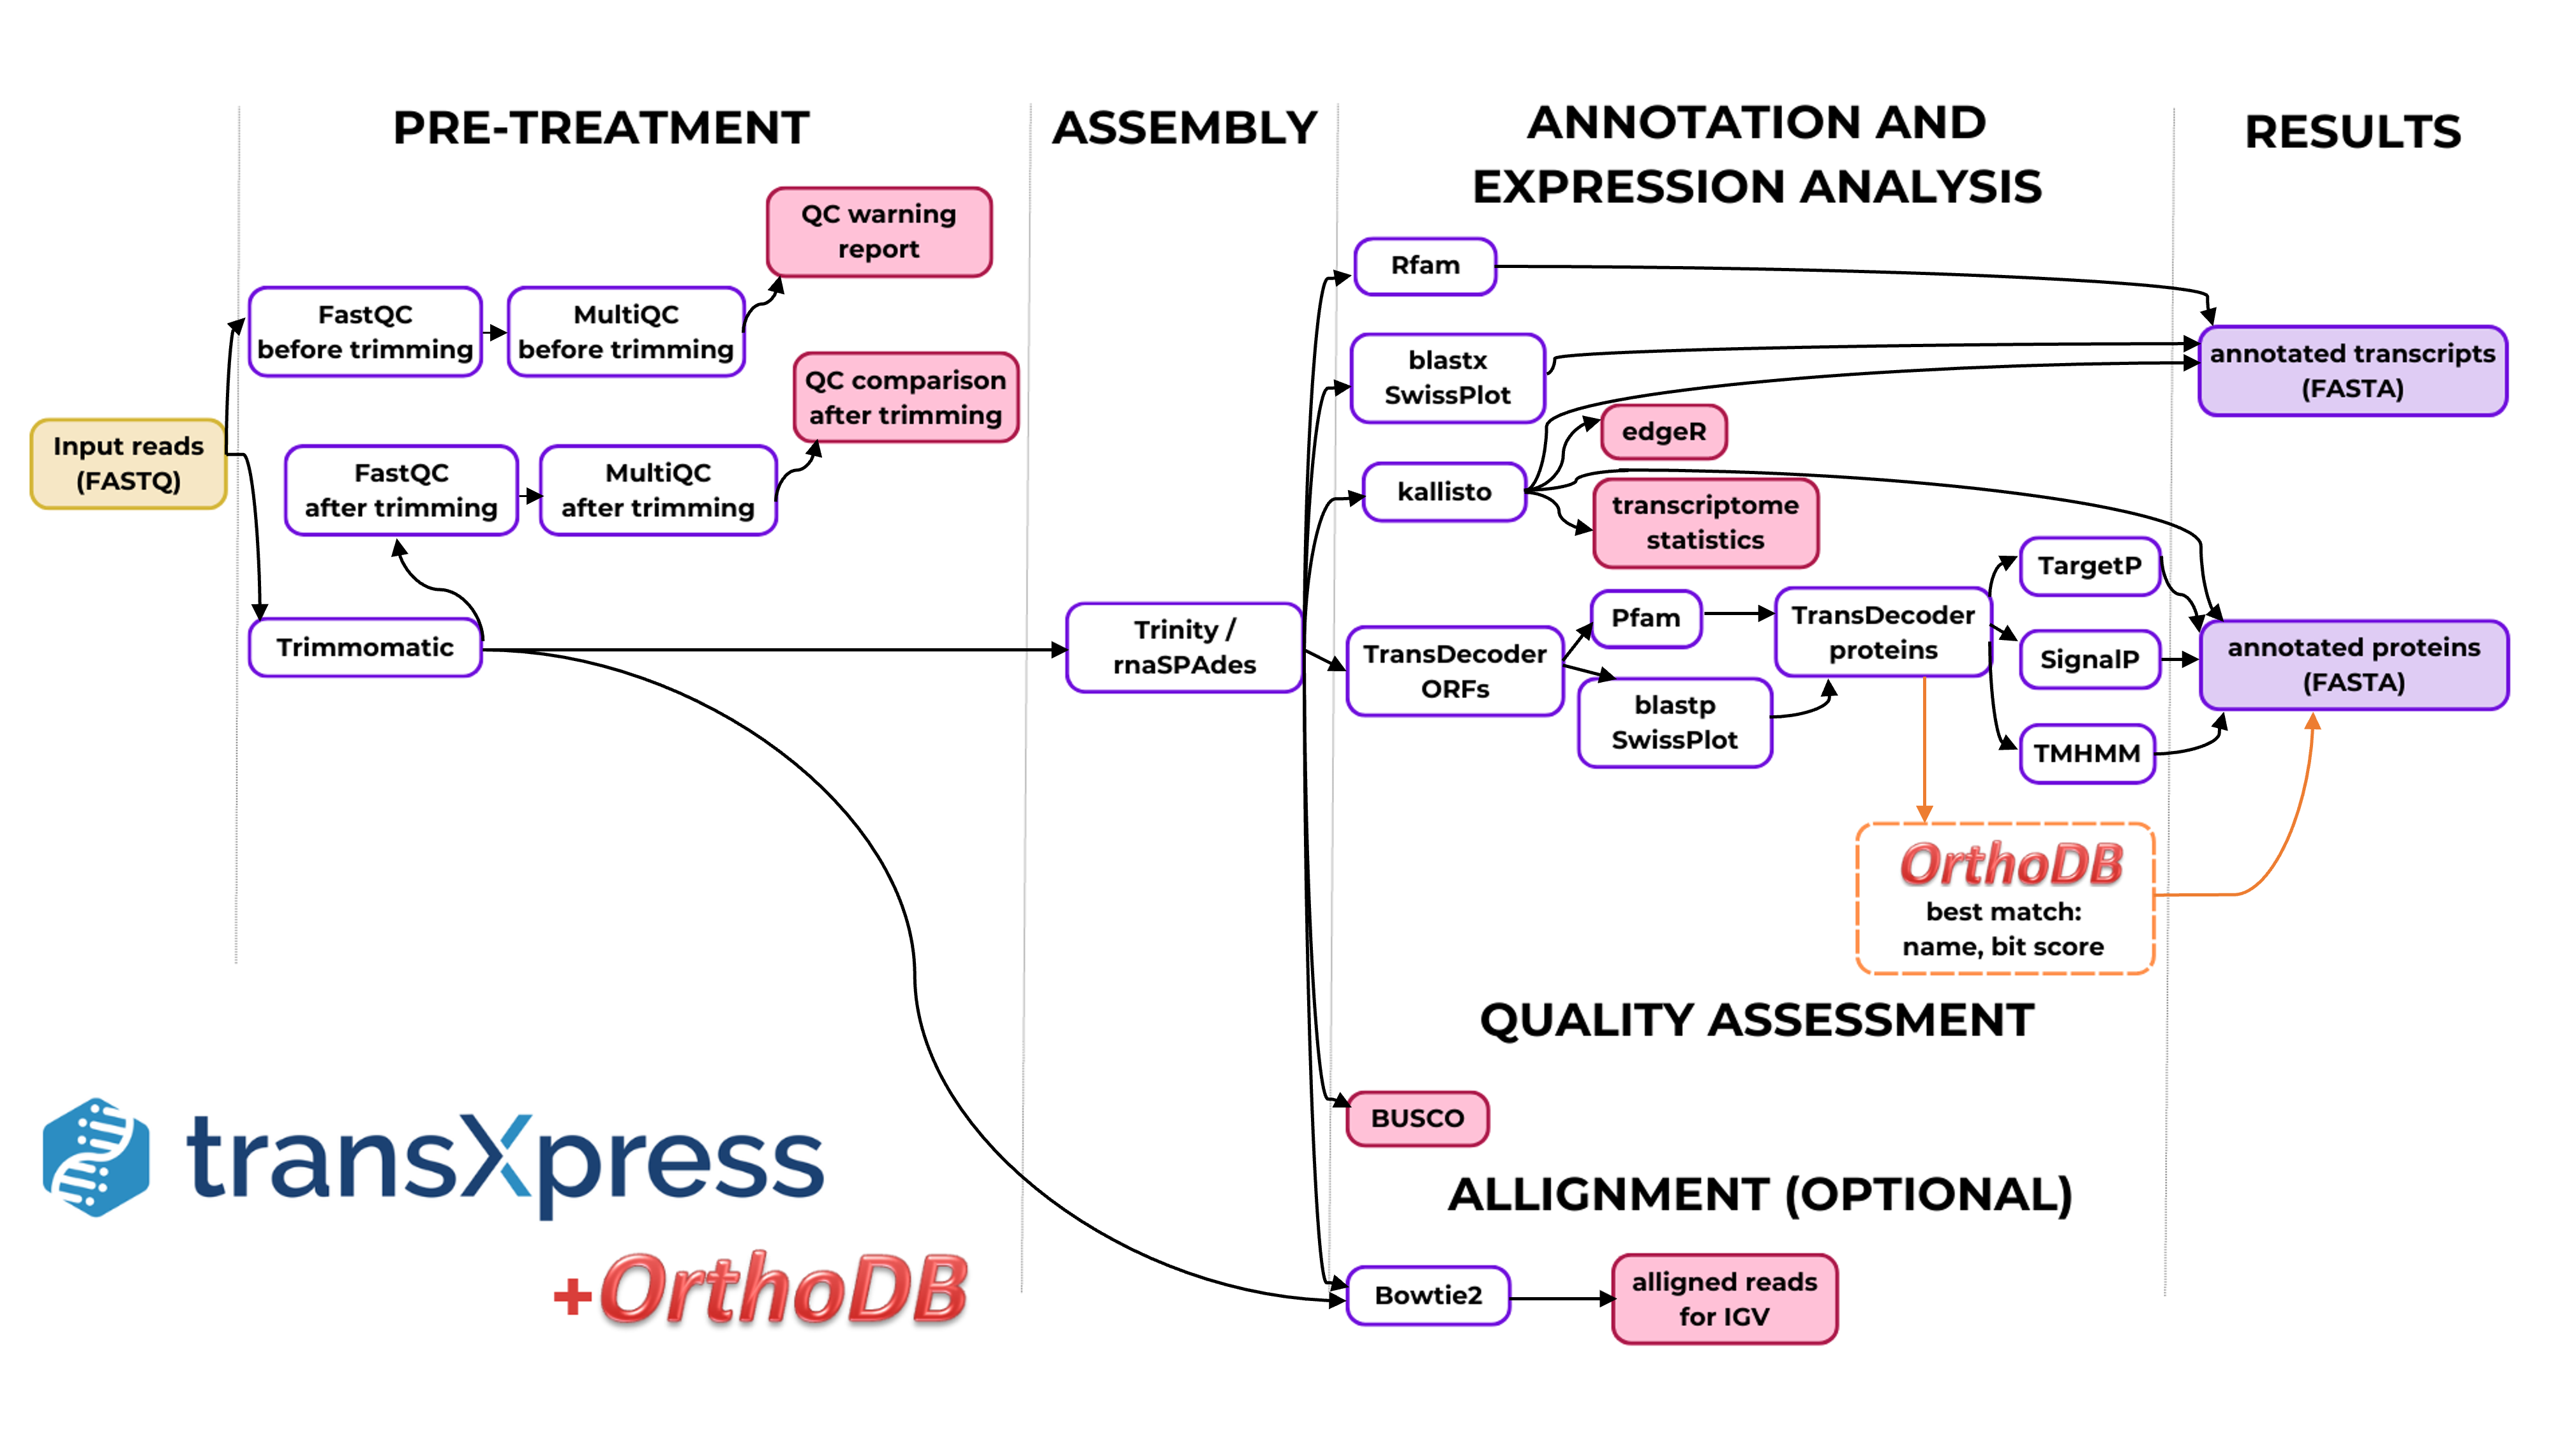 PRE-TREATMENT
ASSEMBLY
ANNOTATION AND
EXPRESSION ANALYSIS
RESULTS
QC warning
report
FastQC
before trimming
MultiQC
before trimming
QC comparison
after trimming
Input reads
(FASTQ)
FastQC
after trimming
MultiQC
after trimming
Trimmomatic
Trinity /
rnaSPAdes
Rfam
blastx
SwissPlot
kallisto
edgeR
transcriptome
statistics
TransDecoder
ORFs
Pfam
blastp
SwissPlot
TransDecoder
proteins
TargetP
SignalP
TMHMM
annotated transcripts
(FASTA)
annotated proteins
(FASTA)
OrthoDB
best match:
name, bit score
QUALITY ASSESSMENT
BUSCO
ALLIGNMENT (OPTIONAL)
Bowtie2
alligned reads
for IGV
transXpress
+OrthoDB